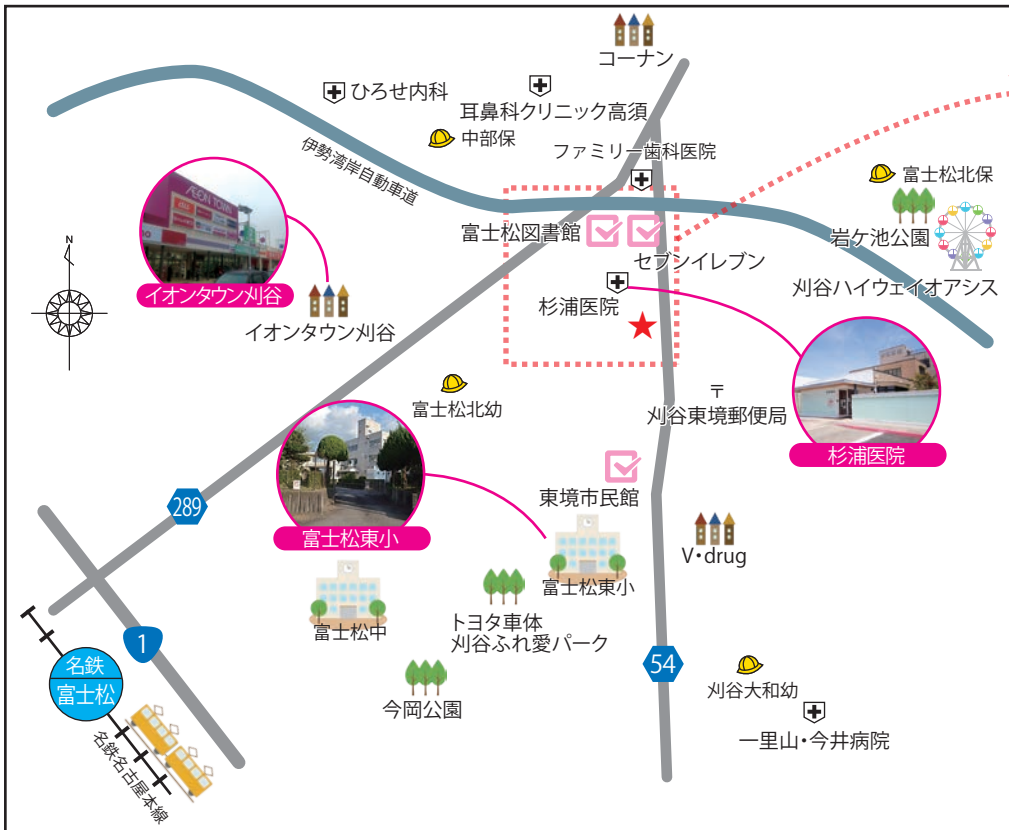 コーナン
ひろせ内科
耳鼻科クリニック高須
中部保
ファミリー歯科医院
伊勢湾岸自動車道
富士松北保
ÆON TOWN
富士松図書館
岩ケ池公園
N
セブンイレブン
刈谷ハイウェイオアシス
イオンタウン刈谷
杉浦医院
イオンタウン刈谷
★
〒
富士松北幼
刈谷東境郵便局
杉浦医院
東境市民館
289
富士松東小
V・drug
富士松東小
富士松中
トヨタ車体
刈谷ふれ愛パーク
1
54
名鉄
富士松
刈谷大和幼
今岡公園
一里山・今井病院
名鉄名古屋本線